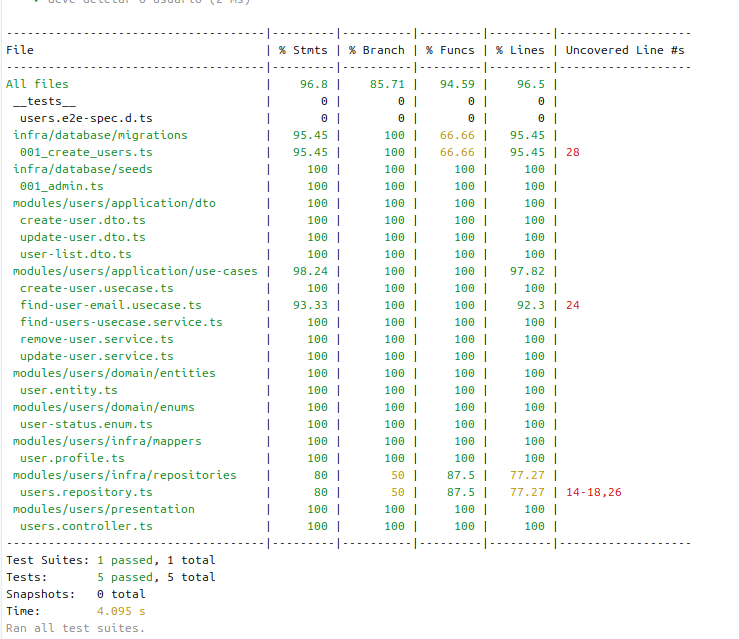 ✓ deve deletar o usuário (2 ms)
--------------------------------------|---------|----------|---------|---------|-------------------
File | % Stmts | % Branch | % Funcs | % Lines | Uncovered Line #s
--------------------------------------|---------|----------|---------|---------|-------------------
All files | 96.8 | 85.71 | 94.59 | 96.5 |
__tests__ | 0 | 0 | 0 | 0 |
users.e2e-spec.d.ts | 0 | 0 | 0 | 0 |
infra/database/migrations | 95.45 | 100 | 66.66 | 95.45 |
001_create_users.ts | 95.45 | 100 | 66.66 | 95.45 | 28
infra/database/seeds | 100 | 100 | 100 | 100 |
001_admin.ts | 100 | 100 | 100 | 100 |
modules/users/application/dto | 100 | 100 | 100 | 100 |
create-user.dto.ts | 100 | 100 | 100 | 100 |
update-user.dto.ts | 100 | 100 | 100 | 100 |
user-list.dto.ts | 100 | 100 | 100 | 100 |
modules/users/application/use-cases | 98.24 | 100 | 100 | 97.82 |
create-user.usecase.ts | 100 | 100 | 100 | 100 |
find-user-email.usecase.ts | 93.33 | 100 | 100 | 92.3 | 24
find-users-usecase.service.ts | 100 | 100 | 100 | 100 |
remove-user.service.ts | 100 | 100 | 100 | 100 |
update-user.service.ts | 100 | 100 | 100 | 100 |
modules/users/domain/entities | 100 | 100 | 100 | 100 |
user.entity.ts | 100 | 100 | 100 | 100 |
modules/users/domain/enums | 100 | 100 | 100 | 100 |
user-status.enum.ts | 100 | 100 | 100 | 100 |
modules/users/infra/mappers | 100 | 100 | 100 | 100 |
user.profile.ts | 100 | 100 | 100 | 100 |
modules/users/infra/repositories | 80 | 50 | 87.5 | 77.27 |
users.repository.ts | 80 | 50 | 87.5 | 77.27 | 14-18,26
modules/users/presentation | 100 | 100 | 100 | 100 |
users.controller.ts | 100 | 100 | 100 | 100 |
--------------------------------------|---------|----------|---------|---------|-------------------
Test Suites: 1 passed, 1 total
Tests: 5 passed, 5 total
Snapshots: 0 total
Time: 4.095 s
Ran all test suites.